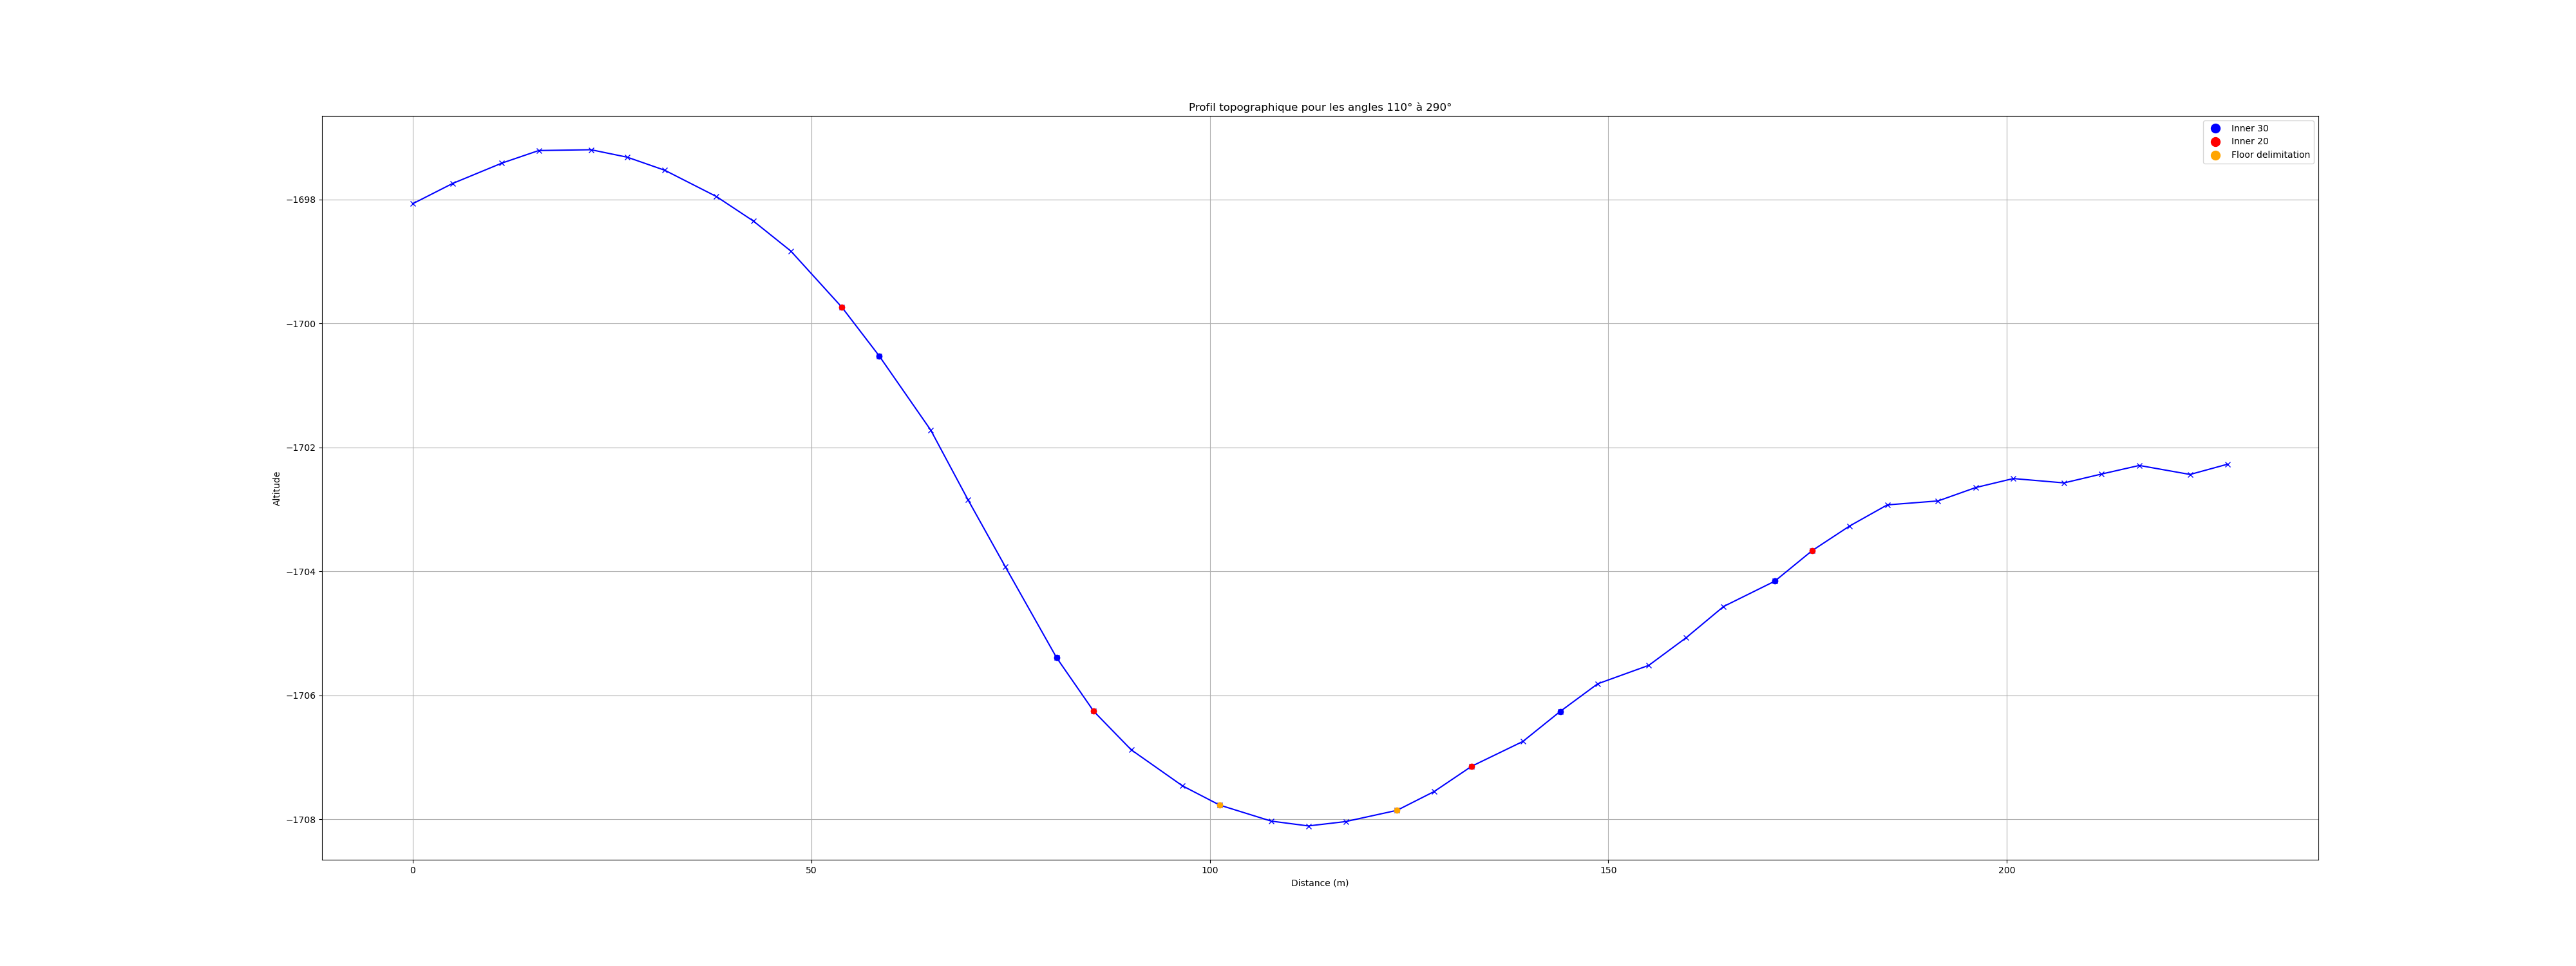 Profil topographique pour les angles 110° à 290°
Inner 30
Inner 20
Floor delimitation
−1698
−1700
−1702
−1704
−1706
−1708
Altitude
0 50 100 150 200
Distance (m)